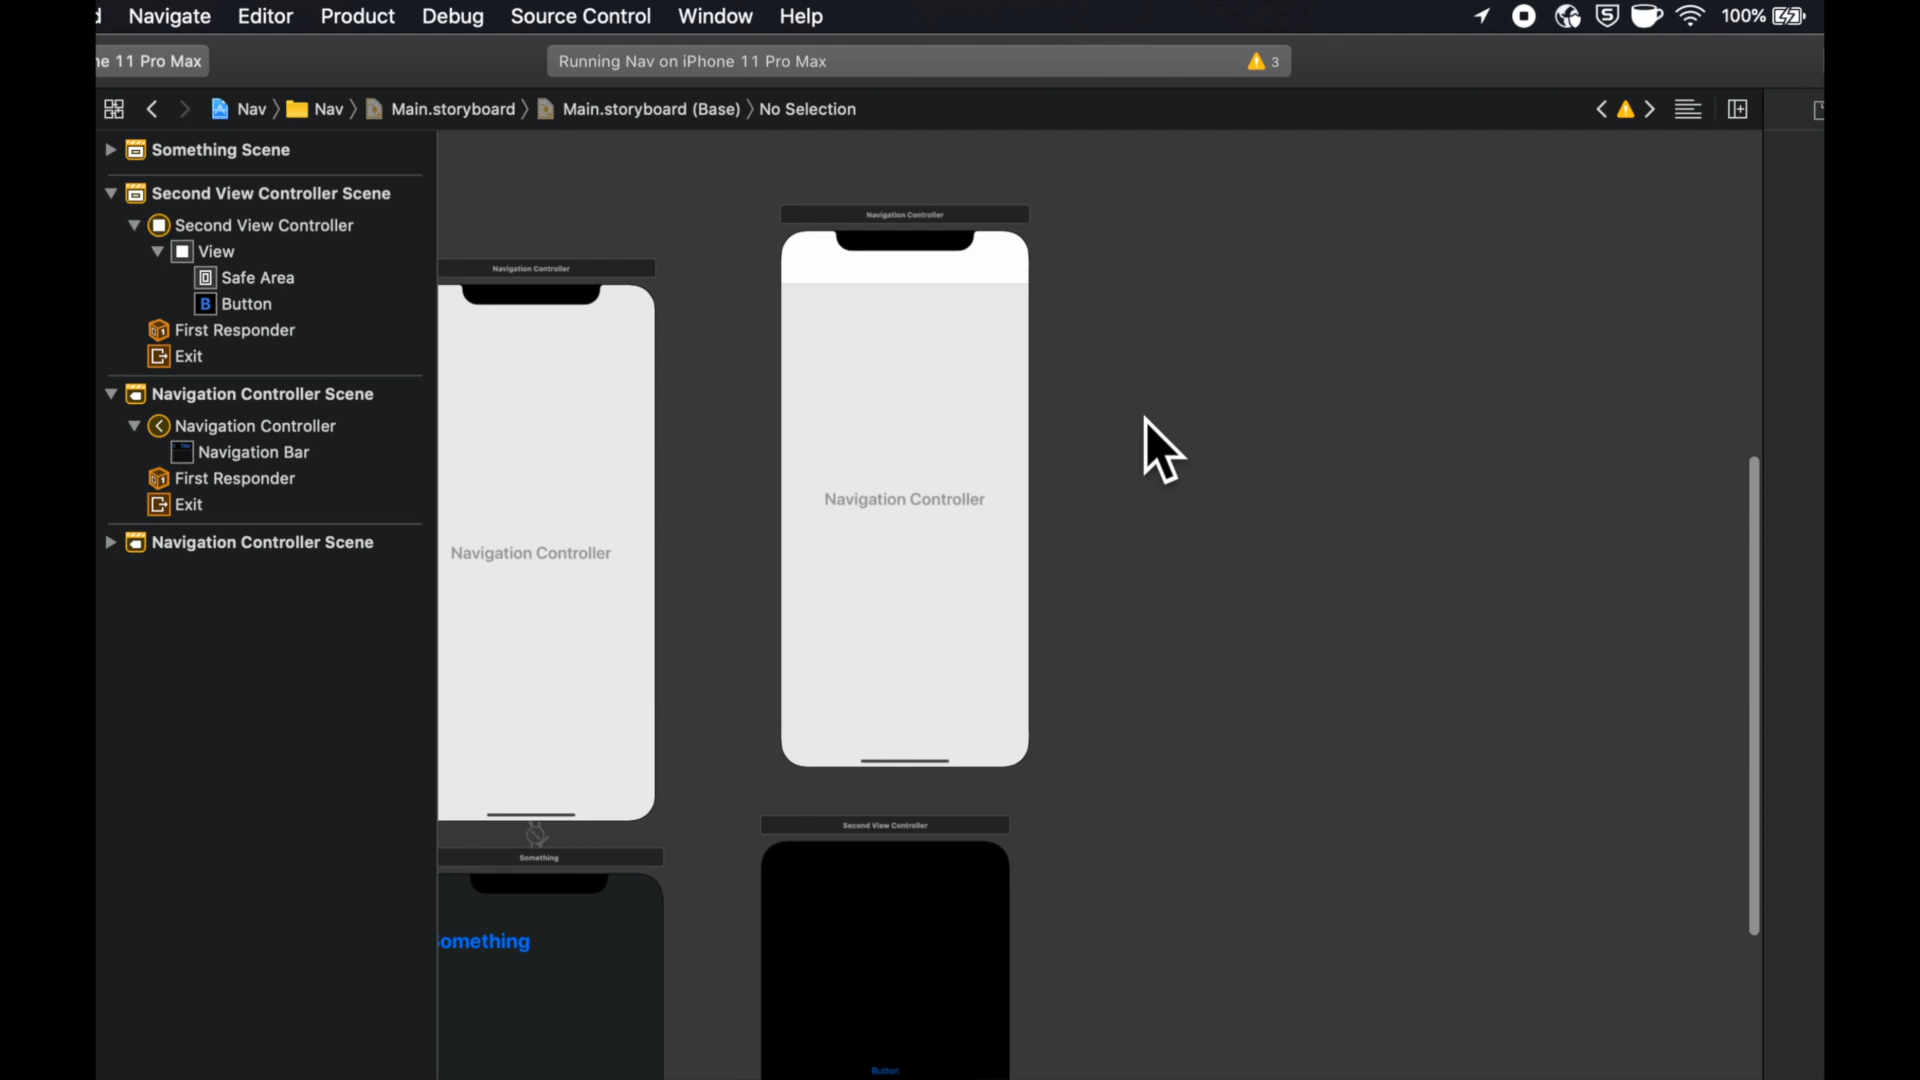 Navigate Editor Product Debug Source Control Window Help 100%
ne 11 Pro Max
Running Nav on iPhone 11 Pro Max 3
Nav Nav Main.storyboard Main.storyboard (Base) No Selection
Something Scene
Second View Controller Scene
Second View Controller
View
Safe Area
B Button
First Responder
Exit
Navigation Controller Scene
Navigation Controller
Navigation Bar
First Responder
Exit
Navigation Controller Scene
Navigation Controller
Navigation Controller
Navigation Controller
Navigation Controller
Something
omething
Second View Controller
Button